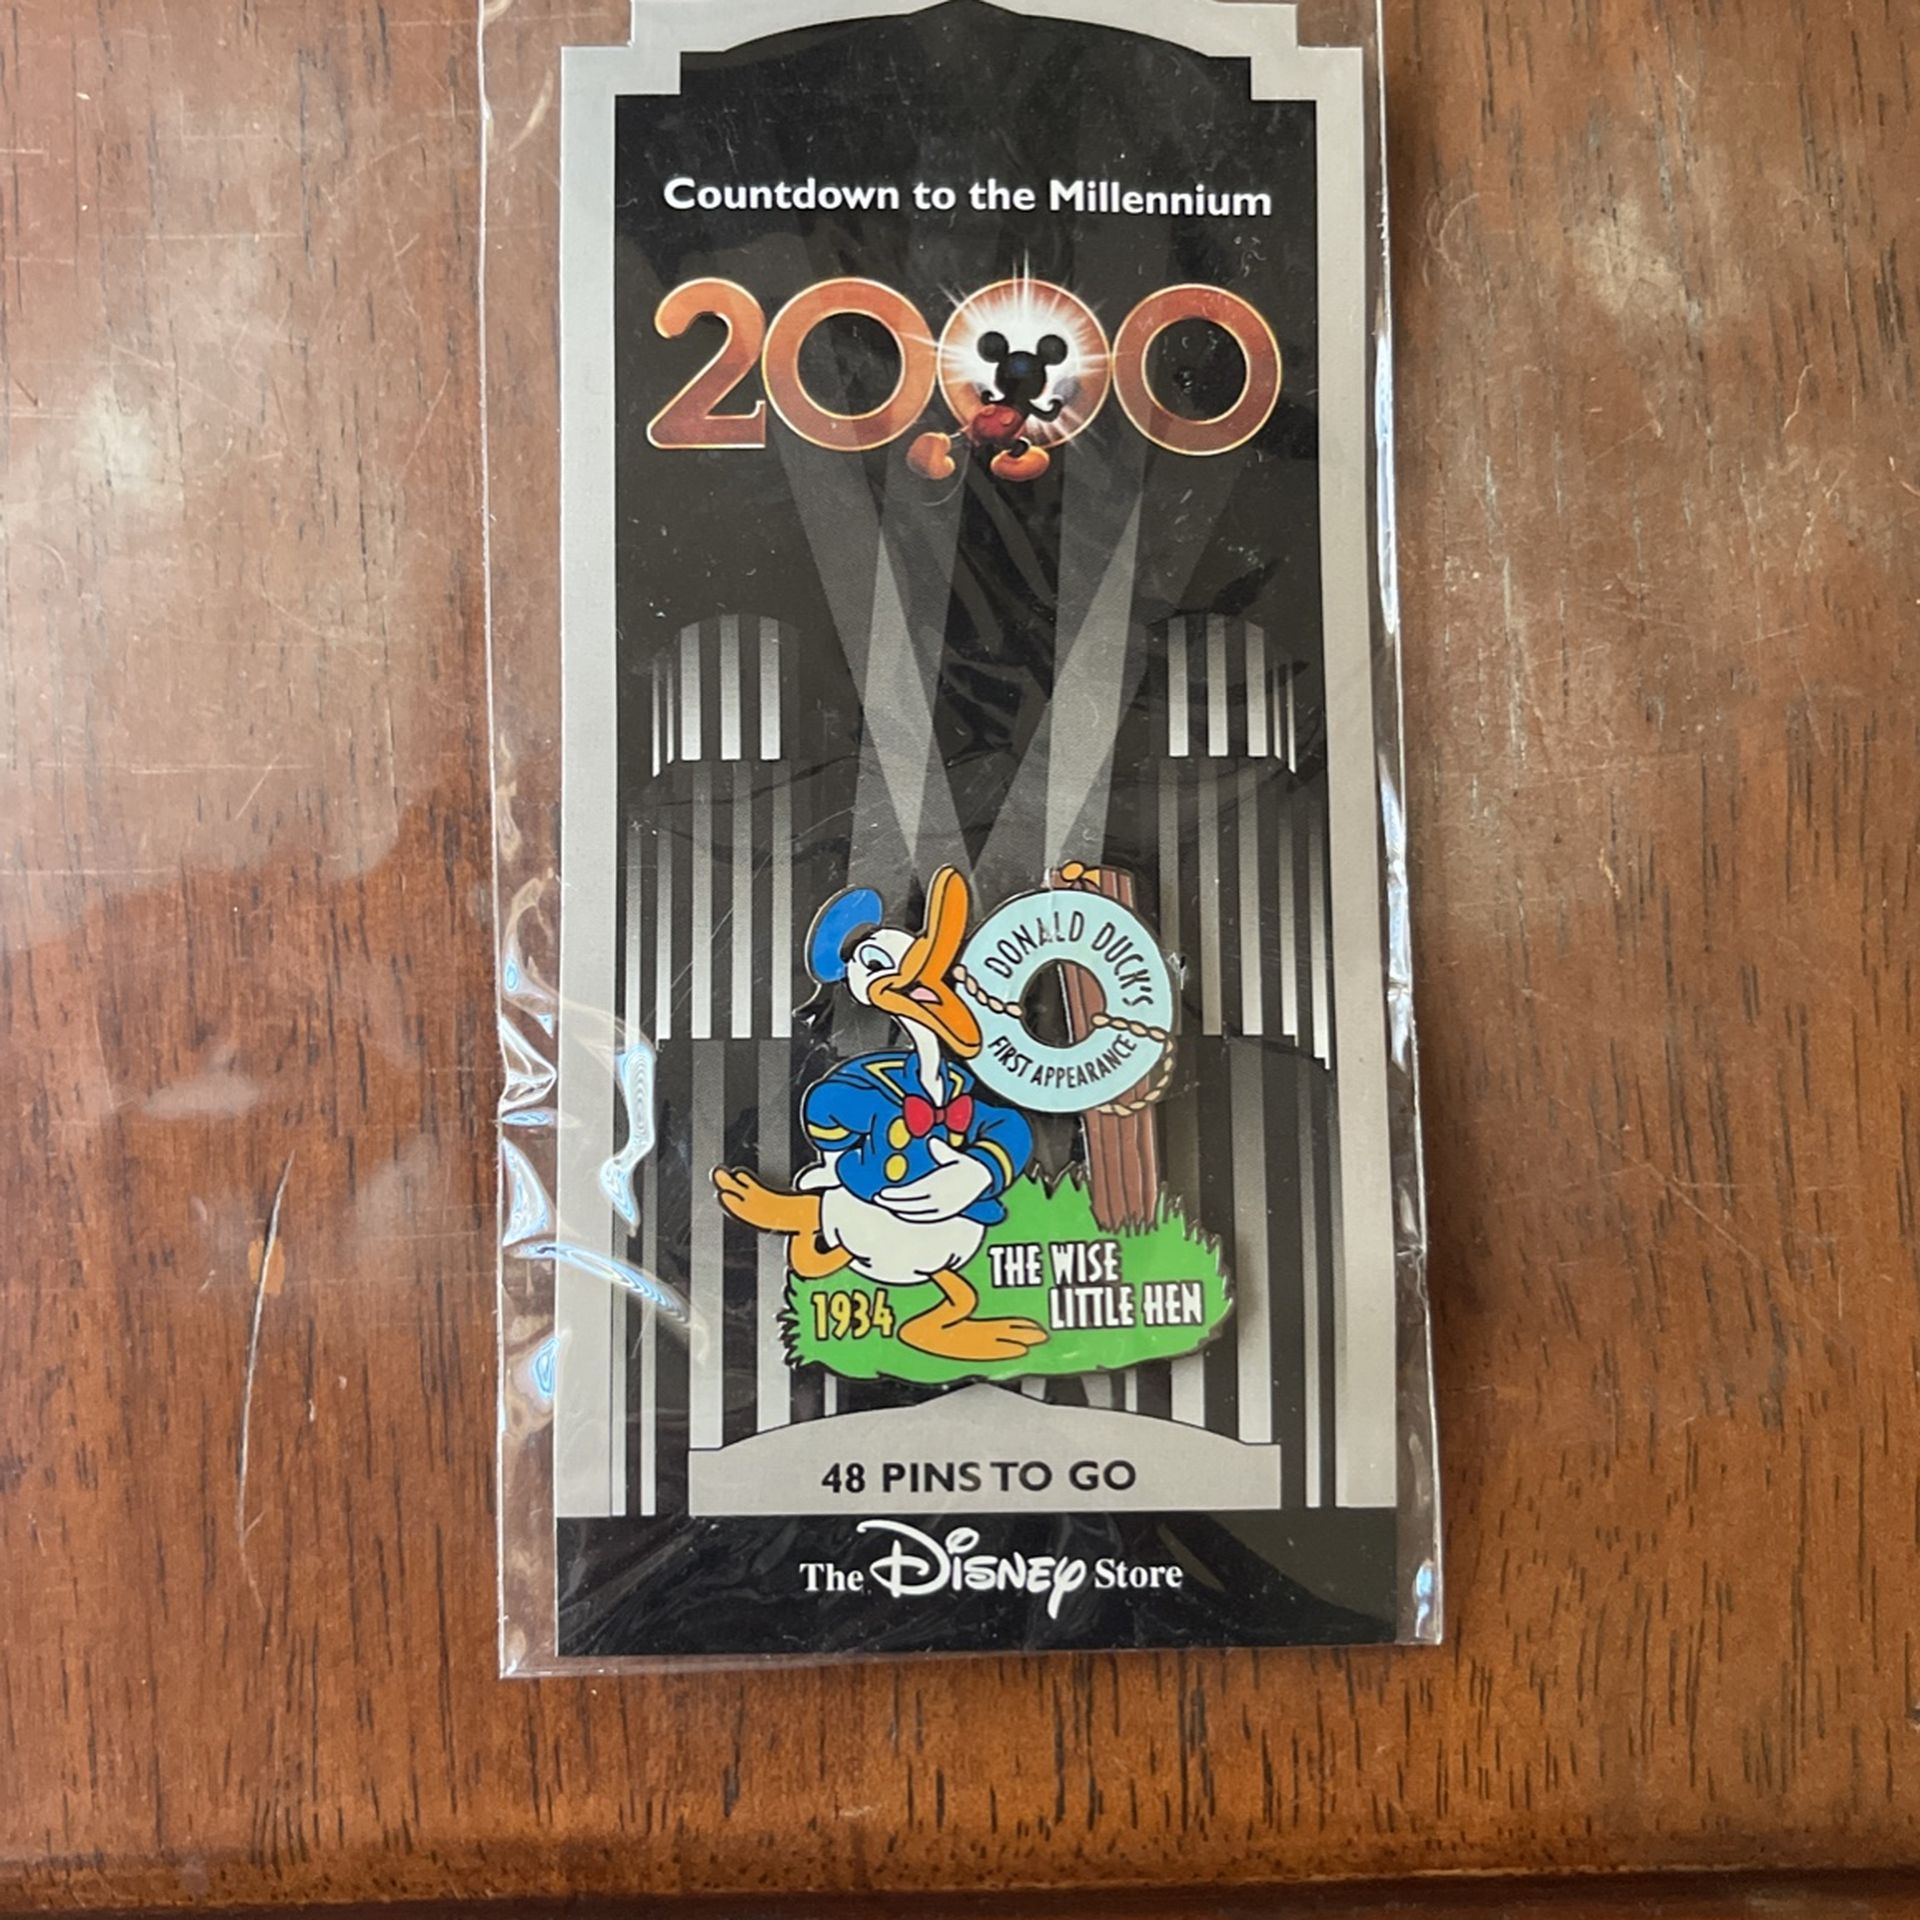 Countdown to the Millennium
2000
DONALD DUCK'S
FIRST APPEARANCE
THE WISE
LITTLE HEN
1934
48 PINS TO GO
The Disney Store